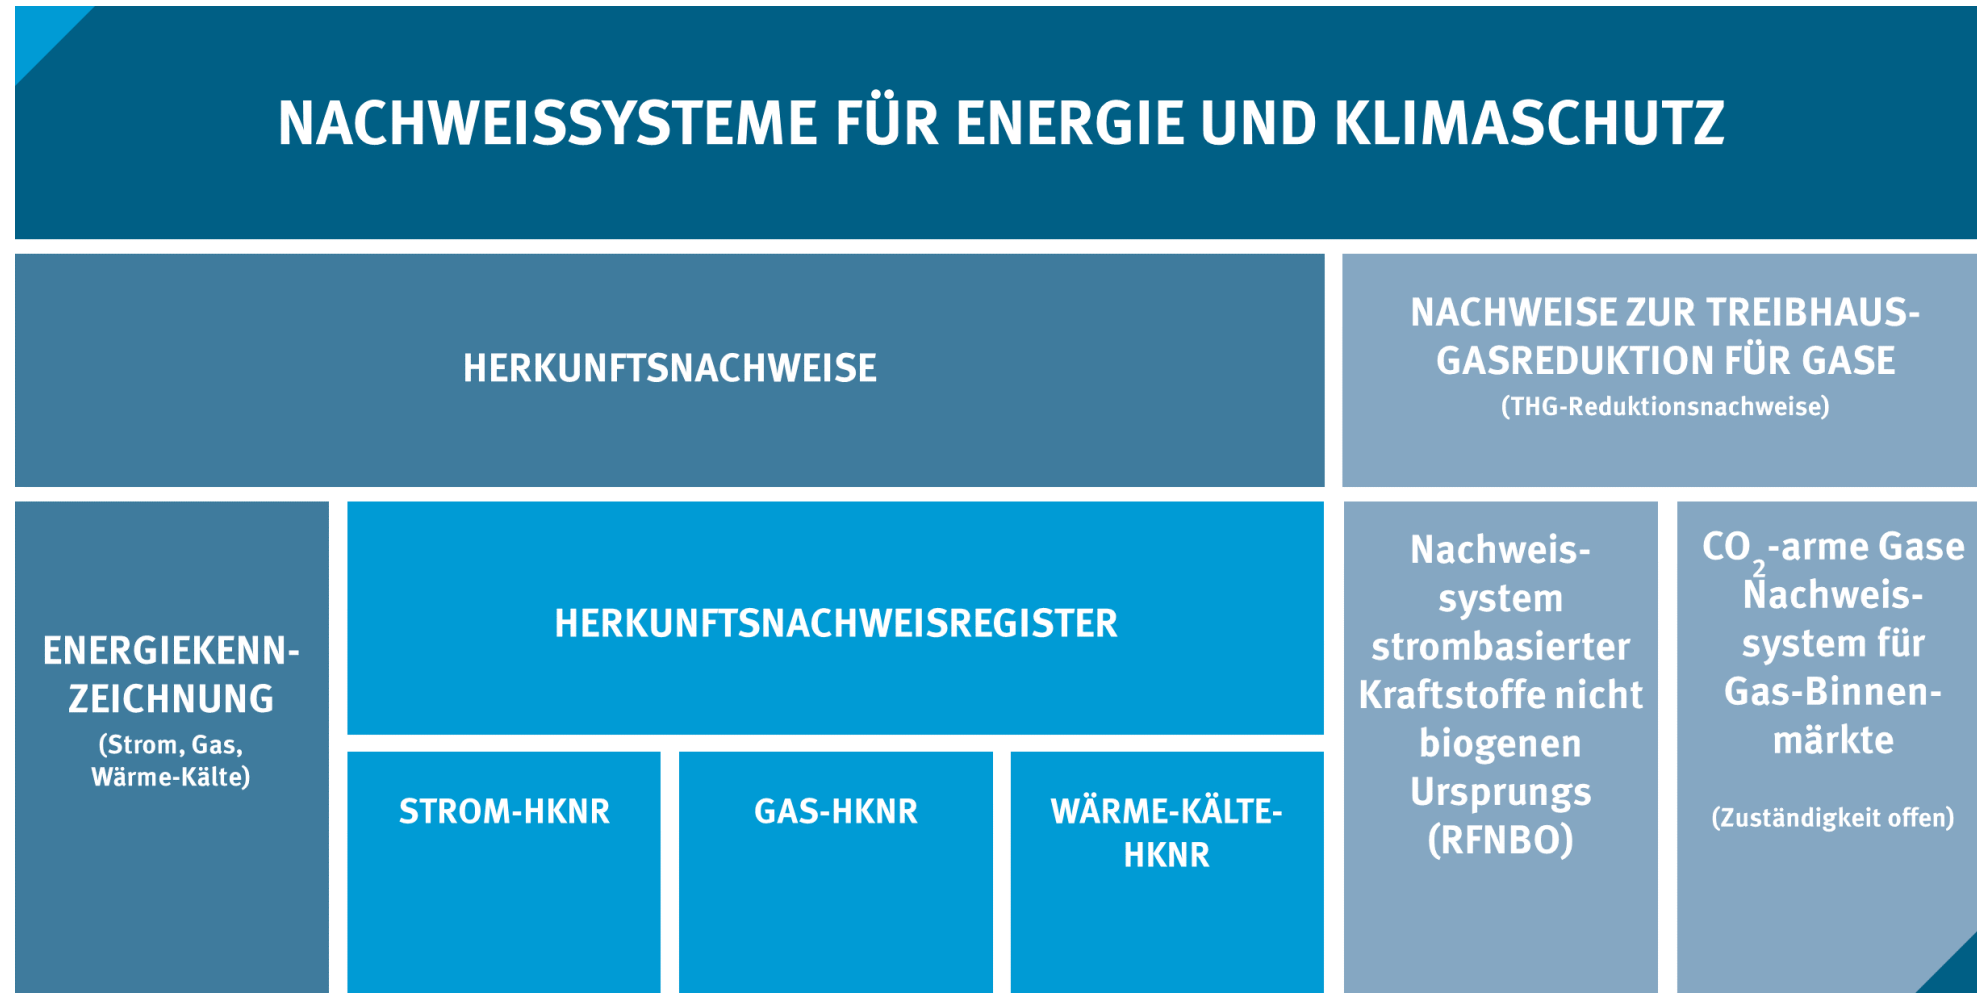 NACHWEISSYSTEME FÜR ENERGIE UND KLIMASCHUTZ
HERKUNFTSNACHWEISE
NACHWEISE ZUR TREIBHAUS-
GASREDUKTION FÜR GASE
(THG-Reduktionsnachweise)
ENERGIEKENN-
ZEICHNUNG
(Strom, Gas,
Wärme-Kälte)
HERKUNFTSNACHWEISREGISTER
STROM-HKNR
GAS-HKNR
WÄRME-KÄLTE-
HKNR
Nachweis-
system
strombasierter
Kraftstoffe nicht
biogenen
Ursprungs
(RFNBO)
CO₂-arme Gase
Nachweis-
system für
Gas-Binnen-
märkte
(Zuständigkeit offen)